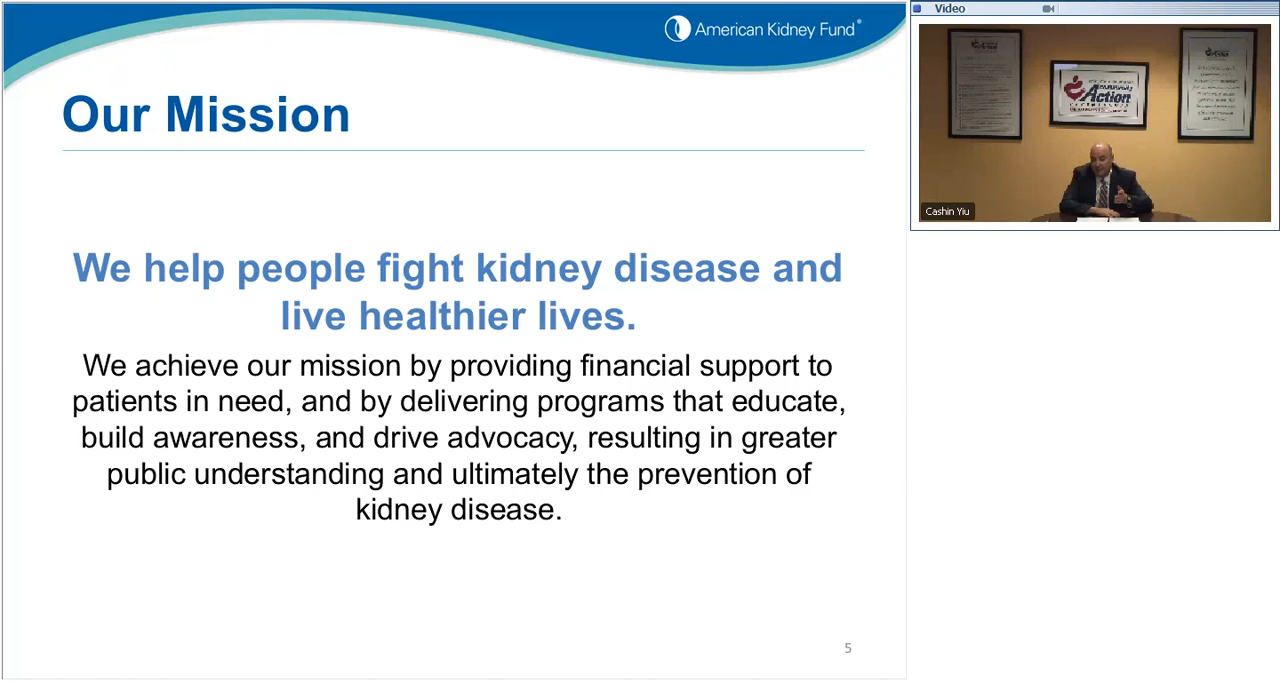 American Kidney Fund®
Our Mission
We help people fight kidney disease and
live healthier lives.
We achieve our mission by providing financial support to
patients in need, and by delivering programs that educate,
build awareness, and drive advocacy, resulting in greater
public understanding and ultimately the prevention of
kidney disease.
5
Video
Action
Cashin Yiu